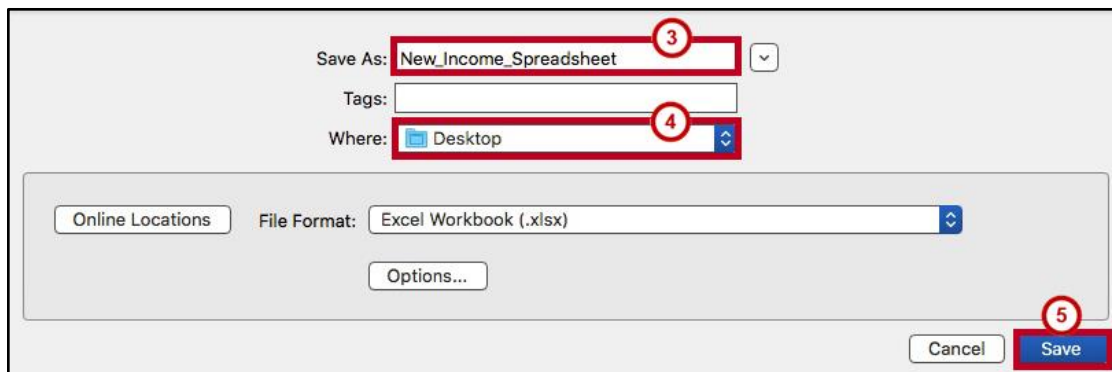 3
Save As: New_Income_Spreadsheet
Tags:
4
Where: Desktop
Online Locations File Format: Excel Workbook (.xlsx)
Options...
5
Cancel Save